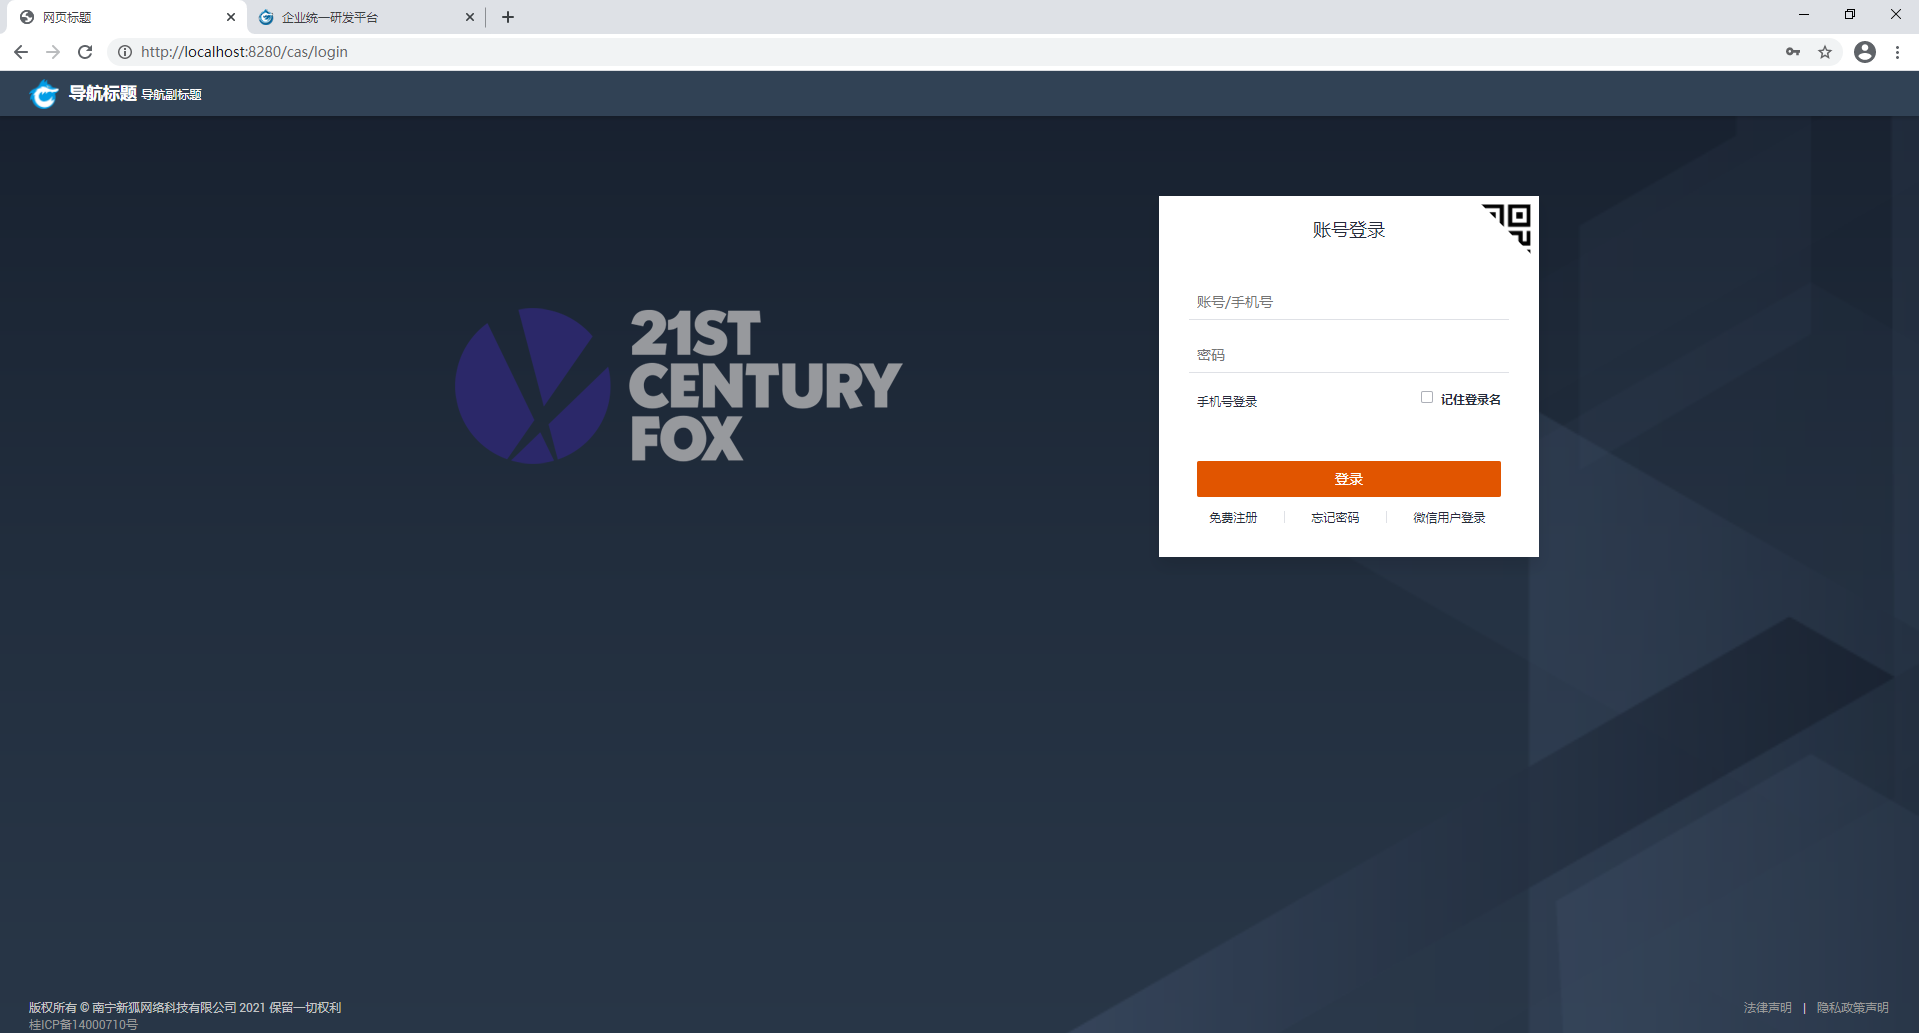 网页标题
企业统一研发平台
http://localhost:8280/cas/login
导航标题 导航副标题
账号登录
21ST
CENTURY
FOX
账号/手机号
密码
手机号登录
记住登录名
登录
免费注册
忘记密码
微信用户登录
版权所有 © 南宁新狐网络科技有限公司 2021 保留一切权利
桂ICP备14000710号
法律声明 | 隐私政策声明